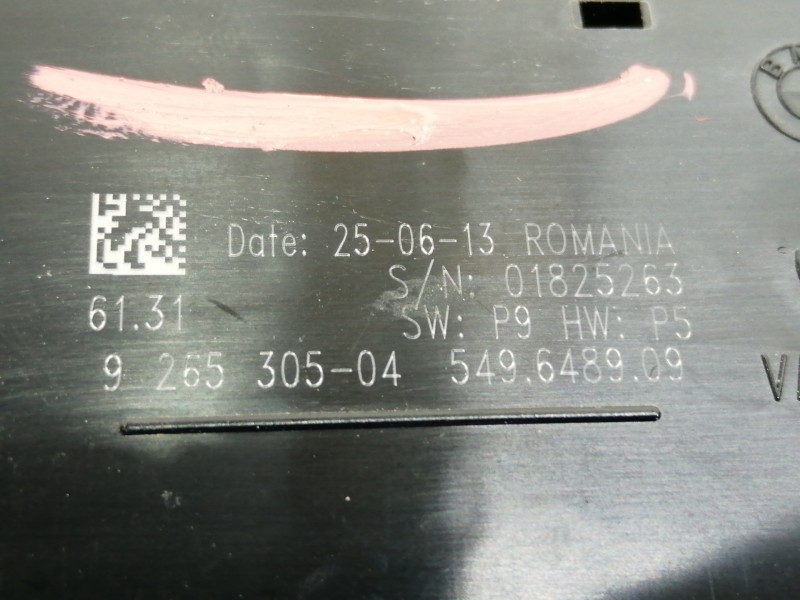 Date: 25-06-13 ROMANIA
S/N: 01825263
61.31
SW: P9 HW: P5
9 265 305-04 549.6489.09